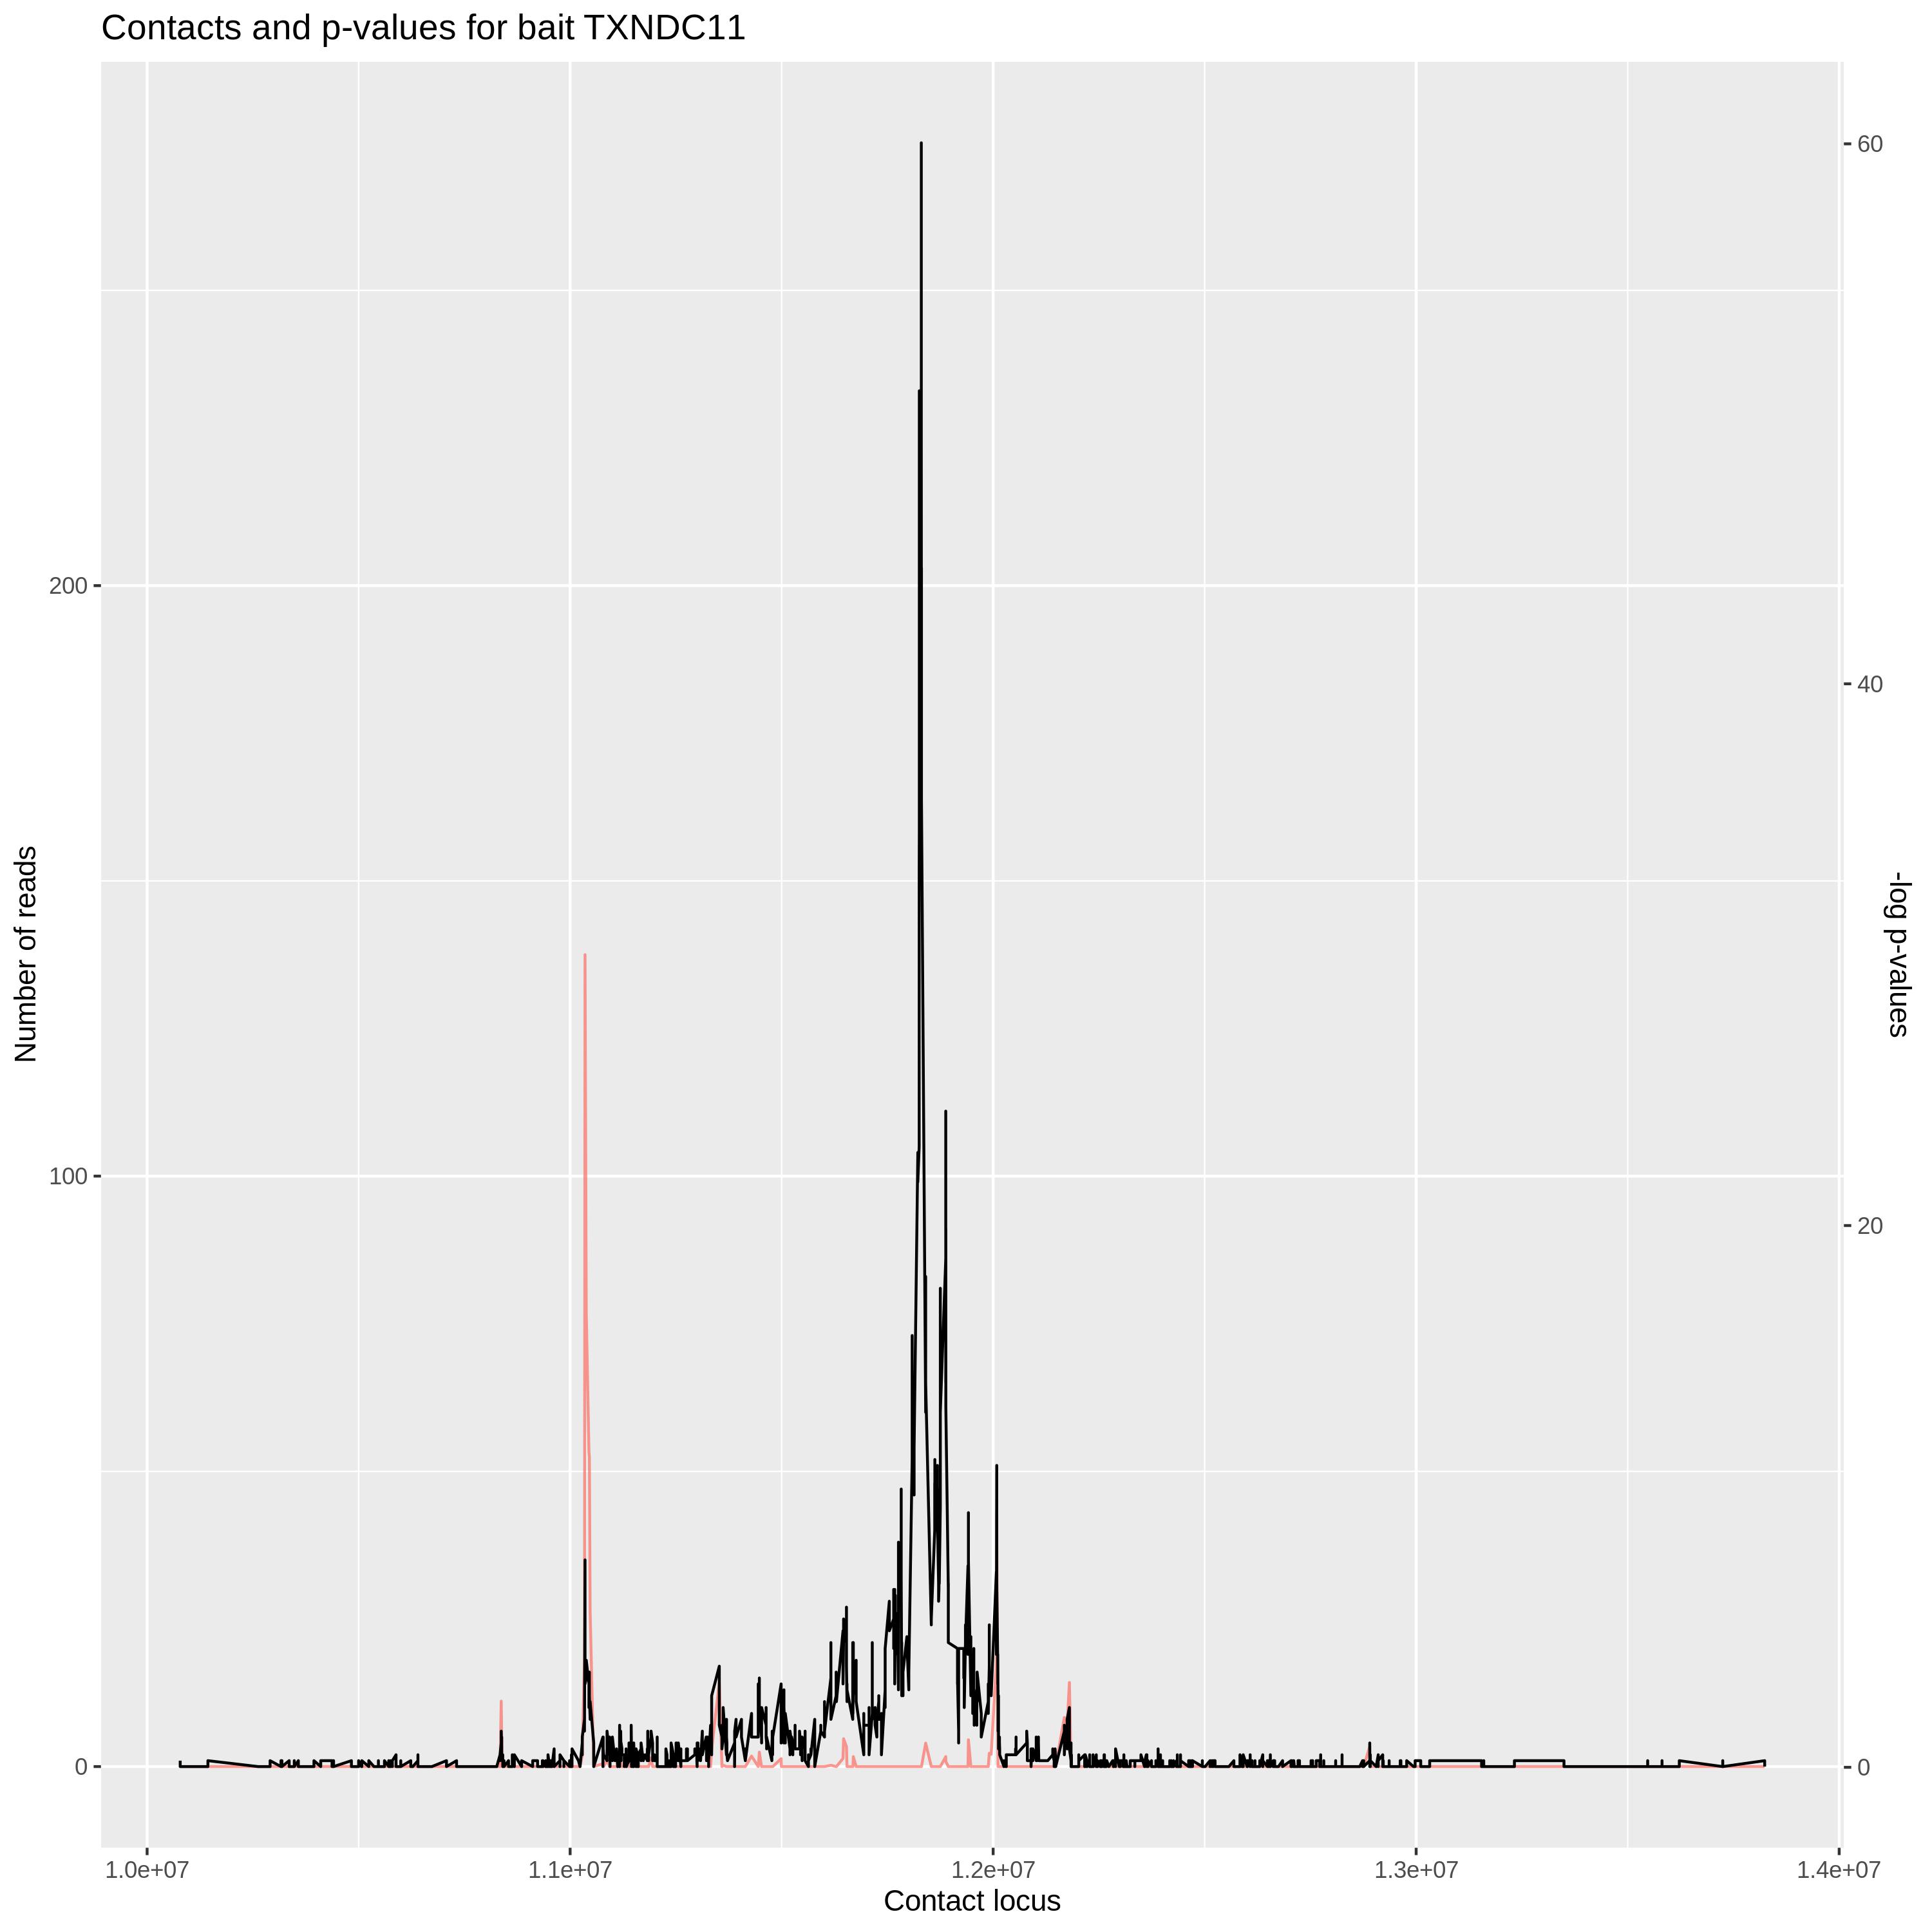 Contacts and p-values for bait TXNDC11
60
200
40
Number of reads
-log p-values
20
100
0
0
1.0e+07
1.1e+07
1.2e+07
1.3e+07
1.4e+07
Contact locus